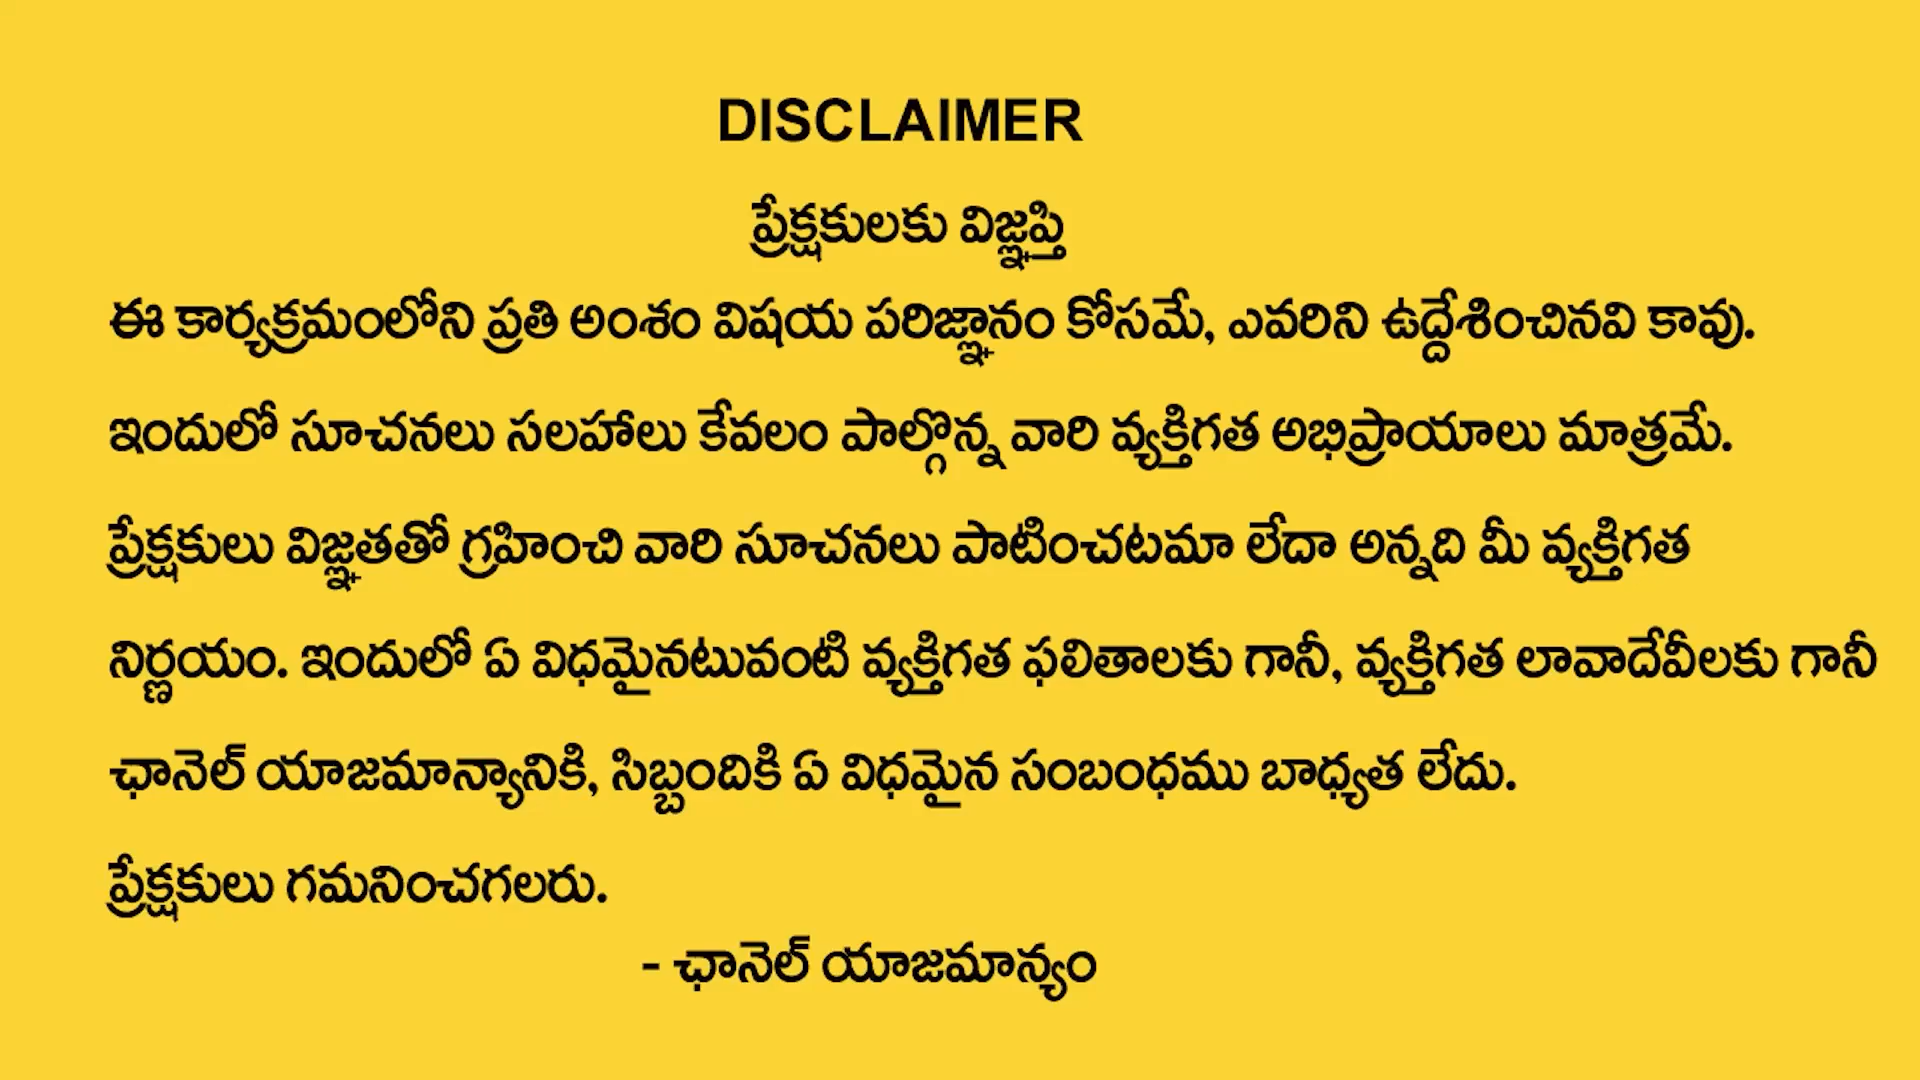 DISCLAIMER
ప్రేక్షకులకు విజ్ఞప్తి
ఈ కార్యక్రమంలోని ప్రతి అంశం విషయ పరిజ్ఞానం కోసమే, ఎవరిని ఉద్దేశించినవి కావు.
ఇందులో సూచనలు సలహాలు కేవలం పాల్గొన్న వారి వ్యక్తిగత అభిప్రాయాలు మాత్రమే.
ప్రేక్షకులు విజ్ఞతతో గ్రహించి వారి సూచనలు పాటించటమా లేదా అన్నది మీ వ్యక్తిగత
నిర్ణయం. ఇందులో ఏ విధమైనటువంటి వ్యక్తిగత ఫలితాలకు గానీ, వ్యక్తిగత లావాదేవీలకు గానీ
ఛానెల్ యాజమాన్యానికి, సిబ్బందికి ఏ విధమైన సంబంధము బాధ్యత లేదు.
ప్రేక్షకులు గమనించగలరు.
- ఛానెల్ యాజమాన్యం